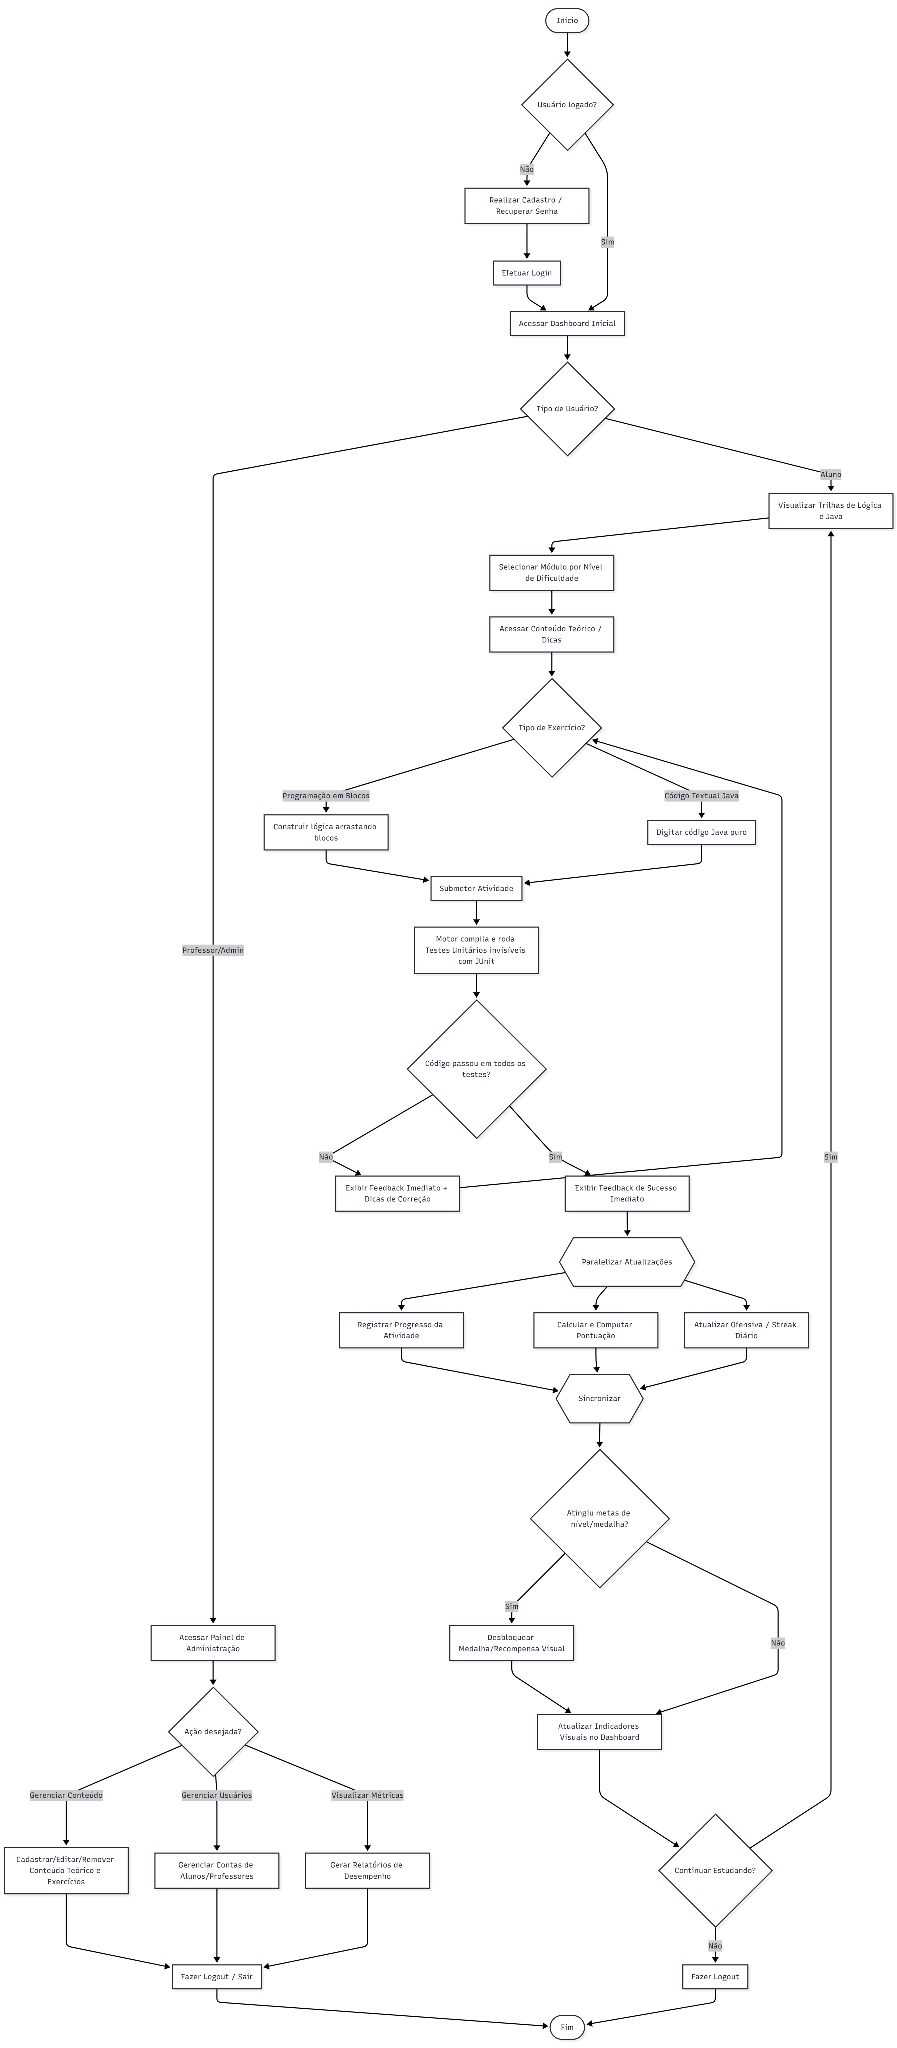 Início
Usuário logado?
Não
Realizar Cadastro /
Recuperar Senha
Sim
Efetuar Login
Acessar Dashboard Inicial
Tipo de Usuário?
Aluno
Visualizar Trilhas de Lógica
e Java
Selecionar Módulo por Nível
de Dificuldade
Acessar Conteúdo Teórico /
Dicas
Tipo de Exercício?
Programação em Blocos
Código Textual Java
Construir lógica arrastando
blocos
Digitar código Java puro
Submeter Atividade
Motor compila e roda
Testes Unitários invisíveis
com JUnit
Professor/Admin
Código passou em todos os
testes?
Não
Sim
Sim
Exibir Feedback Imediato +
Dicas de Correção
Exibir Feedback de Sucesso
Imediato
Paralelizar Atualizações
Registrar Progresso da
Atividade
Calcular e Computar
Pontuação
Atualizar Ofensiva / Streak
Diário
Sincronizar
Atingiu metas de
nível/medalha?
Sim
Não
Acessar Painel de
Administração
Desbloquear
Medalha/Recompensa Visual
Ação desejada?
Atualizar Indicadores
Visuais no Dashboard
Gerenciar Conteúdo
Gerenciar Usuários
Visualizar Métricas
Cadastrar/Editar/Remover
Conteúdo Teórico e
Exercícios
Gerenciar Contas de
Alunos/Professores
Gerar Relatórios de
Desempenho
Continuar Estudando?
Não
Fazer Logout / Sair
Fazer Logout
Fim